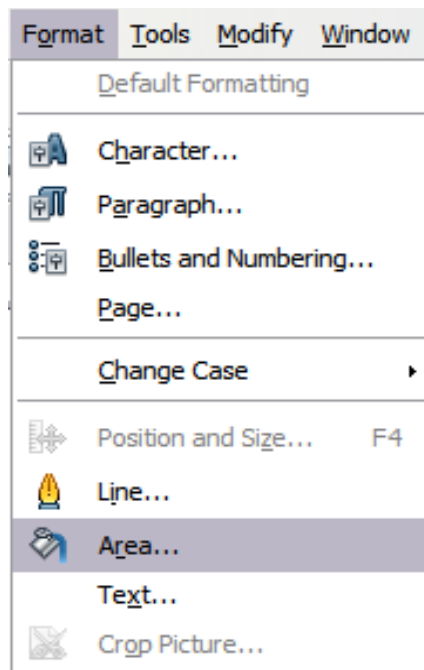 Format Tools Modify Window
Default Formatting
Character...
Paragraph...
Bullets and Numbering...
Page...
Change Case
Position and Size... F4
Line...
Area...
Text...
Crop Picture...